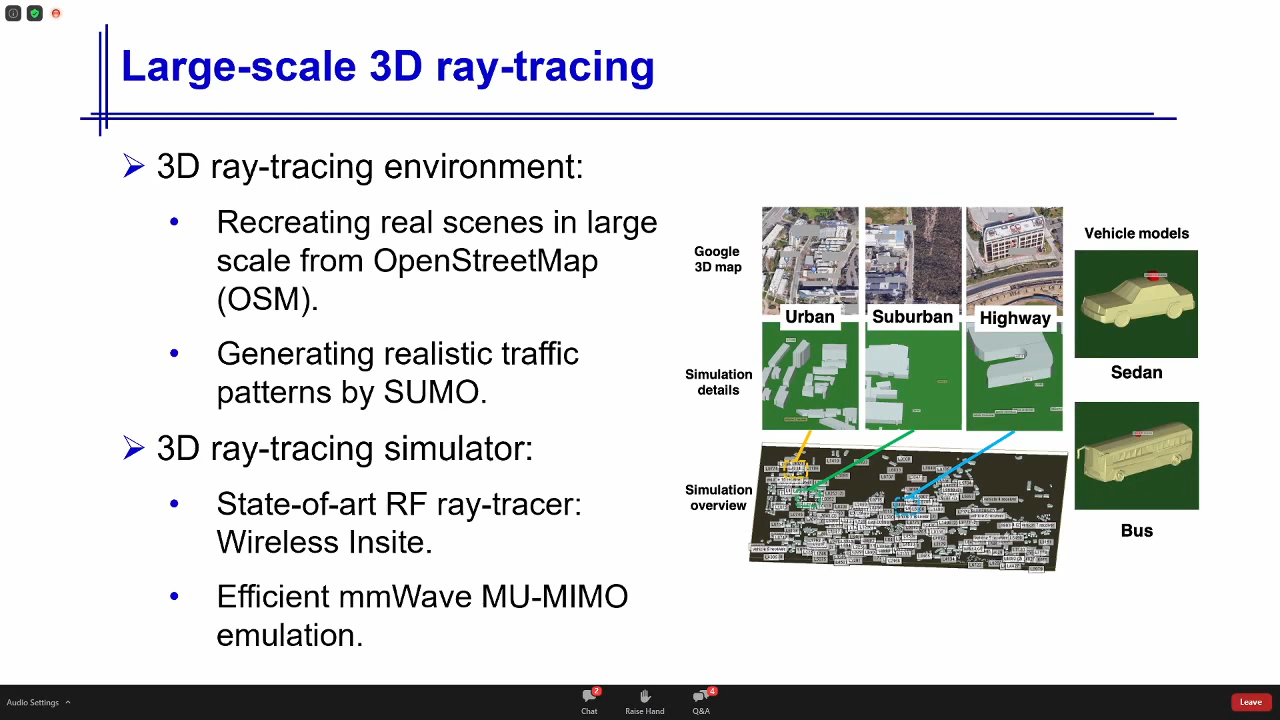 Large-scale 3D ray-tracing
3D ray-tracing environment:
Recreating real scenes in large
scale from OpenStreetMap
(OSM).
Generating realistic traffic
patterns by SUMO.
3D ray-tracing simulator:
State-of-art RF ray-tracer:
Wireless Insite.
Efficient mmWave MU-MIMO
emulation.
Google
3D map
Urban
Suburban
Highway
Simulation
details
Simulation
overview
Vehicle models
Sedan
Bus
Audio Settings
2
Chat
Raise Hand
4
Q&A
Leave